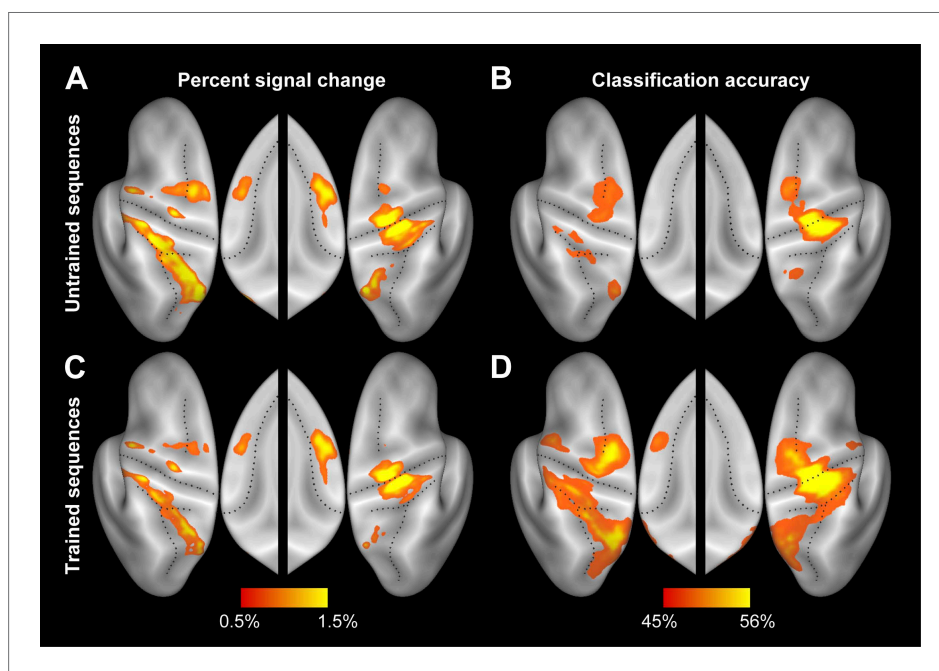 A Percent signal change
B Classification accuracy
Untrained sequences
C
D
Trained sequences
0.5% 1.5%
45% 56%